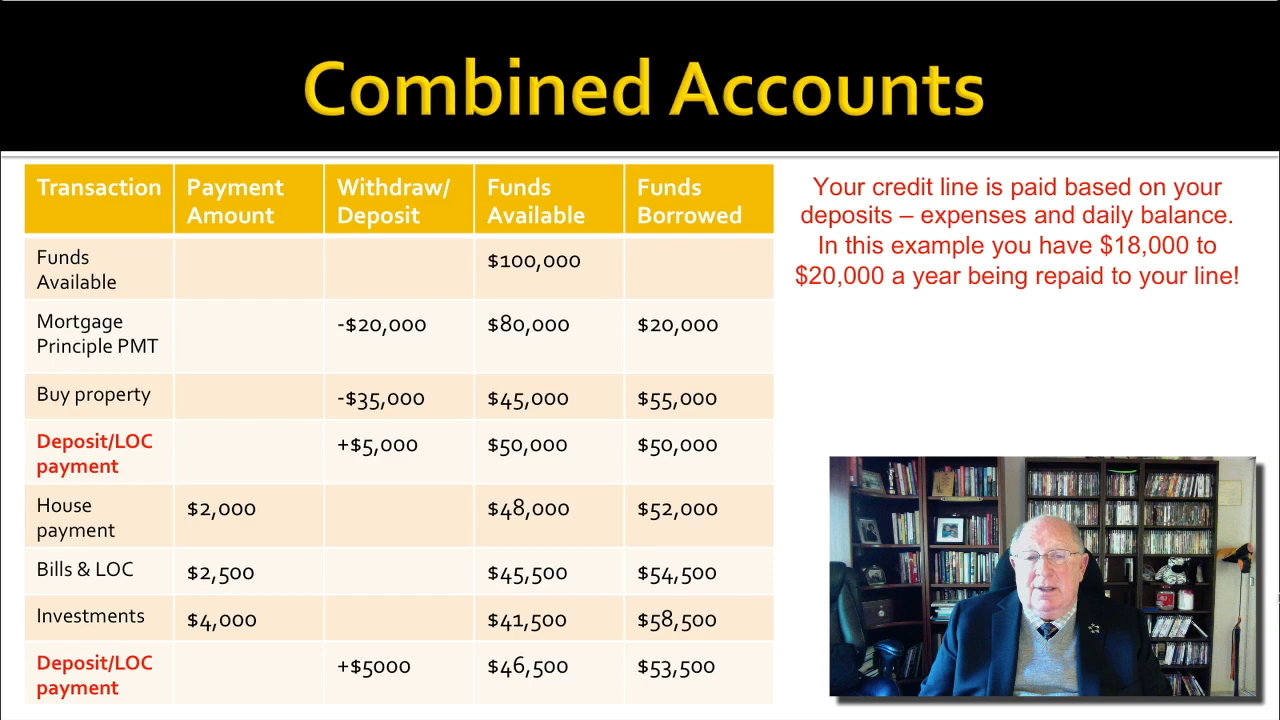 Combined Accounts
Transaction
Payment
Amount
Withdraw/
Deposit
Funds
Available
Funds
Borrowed
Funds
Available
$100,000
Mortgage
Principle PMT
-$20,000
$80,000
$20,000
Buy property
-$35,000
$45,000
$55,000
Deposit/LOC
payment
+$5,000
$50,000
$50,000
House
payment
$2,000
$48,000
$52,000
Bills & LOC
$2,500
$45,500
$54,500
Investments
$4,000
$41,500
$58,500
Deposit/LOC
payment
+$5000
$46,500
$53,500
Your credit line is paid based on your
deposits – expenses and daily balance.
In this example you have $18,000 to
$20,000 a year being repaid to your line!